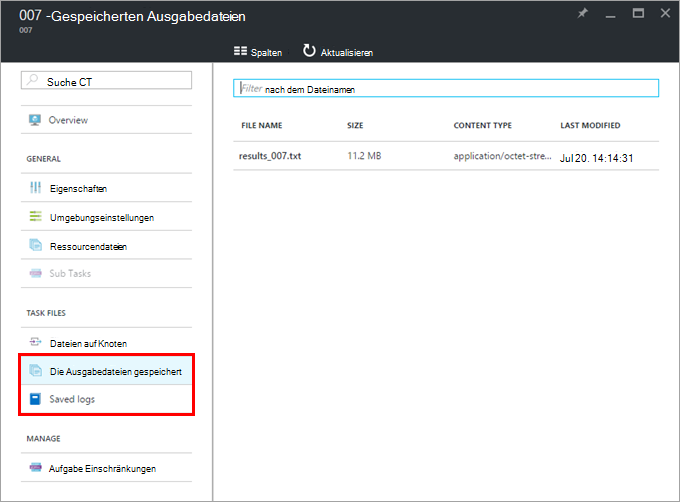 007 -Gespeicherten Ausgabedateien
007
Spalten Aktualisieren
Suche CT
Overview
GENERAL
Eigenschaften
Umgebungseinstellungen
Ressourcendateien
Sub Tasks
TASK FILES
Dateien auf Knoten
Die Ausgabedateien gespeichert
Saved logs
MANAGE
Aufgabe Einschränkungen
Filter nach dem Dateinamen
FILE NAME SIZE CONTENT TYPE LAST MODIFIED
results_007.txt 11.2 MB application/octet-stre... Jul 20. 14:14:31